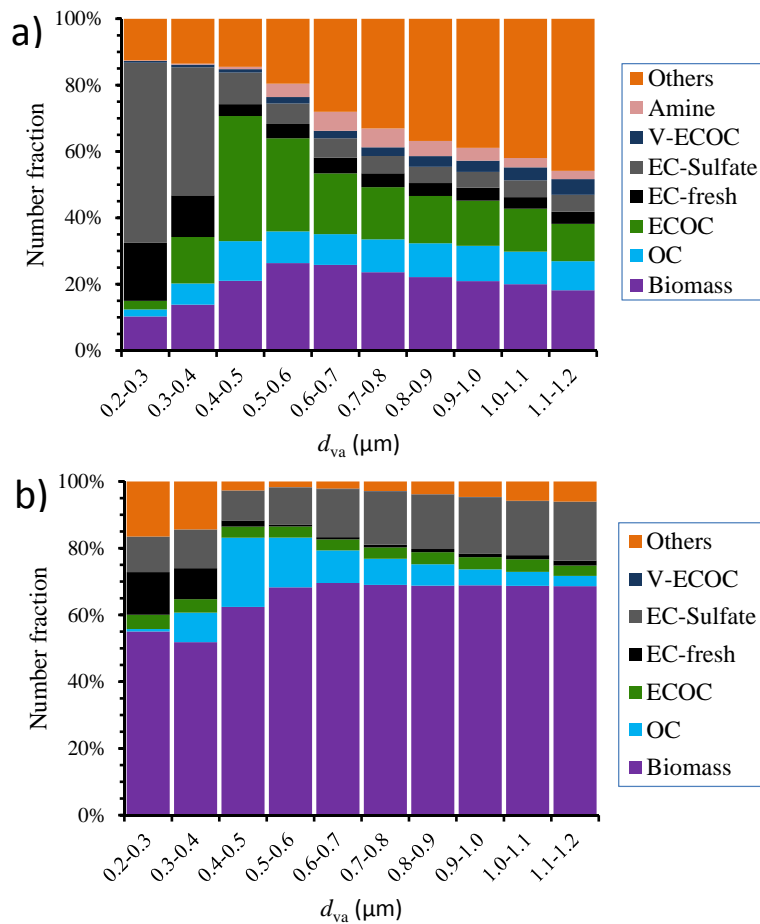 a)
100%
80%
60%
40%
20%
0%
Number fraction
0.2-0.3
0.3-0.4
0.4-0.5
0.5-0.6
0.6-0.7
0.7-0.8
0.8-0.9
0.9-1.0
1.0-1.1
1.1-1.2
dva (μm)
Others
Amine
V-ECOC
EC-Sulfate
EC-fresh
ECOC
OC
Biomass
b)
100%
80%
60%
40%
20%
0%
Number fraction
0.2-0.3
0.3-0.4
0.4-0.5
0.5-0.6
0.6-0.7
0.7-0.8
0.8-0.9
0.9-1.0
1.0-1.1
1.1-1.2
dva (μm)
Others
V-ECOC
EC-Sulfate
EC-fresh
ECOC
OC
Biomass